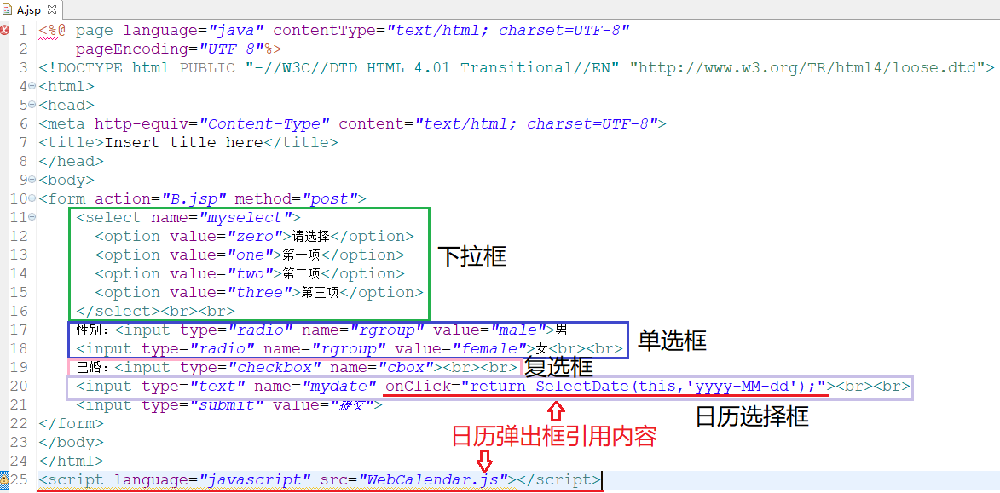 A.jsp
1 <%@ page language="java" contentType="text/html; charset=UTF-8"
2 pageEncoding="UTF-8"%>
3 <!DOCTYPE html PUBLIC "-//W3C//DTD HTML 4.01 Transitional//EN" "http://www.w3.org/TR/html4/loose.dtd">
4 <html>
5 <head>
6 <meta http-equiv="Content-Type" content="text/html; charset=UTF-8">
7 <title>Insert title here</title>
8 </head>
9 <body>
10 <form action="B.jsp" method="post">
11 <select name="myselect">
12 <option value="zero">请选择</option>
13 <option value="one">第一项</option>
下拉框
14 <option value="two">第二项</option>
15 <option value="three">第三项</option>
16 </select><br><br>
17 性别：<input type="radio" name="rgroup" value="male">男
单选框
18 <input type="radio" name="rgroup" value="female">女<br><br>
19 已婚：<input type="checkbox" name="cbox"><br><br>
复选框
20 <input type="text" name="mydate" onClick="return SelectDate(this,'yyyy-MM-dd');"><br><br>
21 <input type="submit" value="提交">
日历选择框
22 </form>
日历弹出框引用内容
23 </body>
24 </html>
25 <script language="javascript" src="WebCalendar.js"></script>